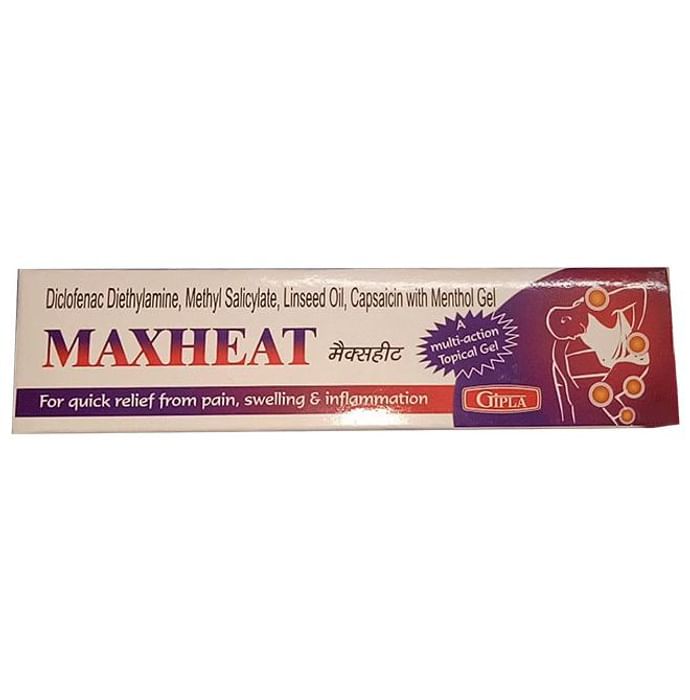 Diclofenac Diethylamine, Methyl Salicylate, Linseed Oil, Capsaicin with Menthol Gel
MAXHEAT मैक्सहीट
A
multi-action
Topical Gel
For quick relief from pain, swelling & inflammation
GIPLA